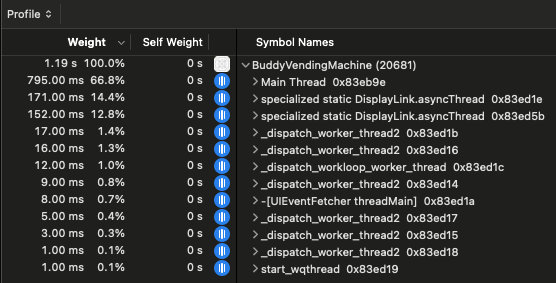 Profile
Weight Self Weight Symbol Names
1.19 s 100.0% 0 s BuddyVendingMachine (20681)
795.00 ms 66.8% 0 s Main Thread 0x83eb9e
171.00 ms 14.4% 0 s specialized static DisplayLink.asyncThread 0x83ed1e
152.00 ms 12.8% 0 s specialized static DisplayLink.asyncThread 0x83ed5b
17.00 ms 1.4% 0 s _dispatch_worker_thread2 0x83ed1b
16.00 ms 1.3% 0 s _dispatch_worker_thread2 0x83ed16
12.00 ms 1.0% 0 s _dispatch_workloop_worker_thread 0x83ed1c
9.00 ms 0.8% 0 s _dispatch_worker_thread2 0x83ed14
8.00 ms 0.7% 0 s -[UIEventFetcher threadMain] 0x83ed1a
5.00 ms 0.4% 0 s _dispatch_worker_thread2 0x83ed17
3.00 ms 0.3% 0 s _dispatch_worker_thread2 0x83ed15
1.00 ms 0.1% 0 s _dispatch_worker_thread2 0x83ed18
1.00 ms 0.1% 0 s start_wqthread 0x83ed19